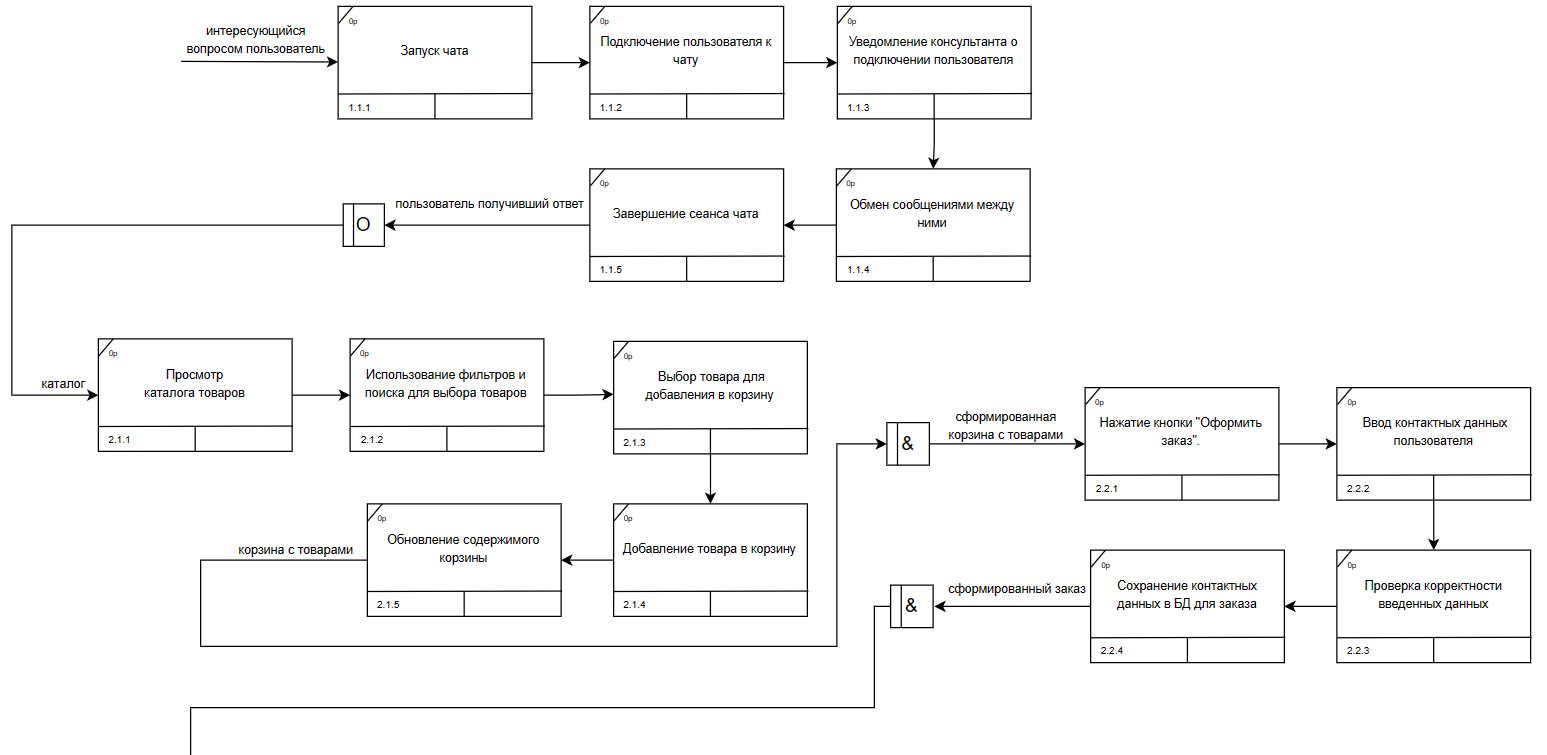 интересующийся
вопросом пользователь
0р
Запуск чата
1.1.1
0р
Подключение пользователя к
чату
1.1.2
0р
Уведомление консультанта о
подключении пользователя
1.1.3
0р
Обмен сообщениями между
ними
1.1.4
0р
Завершение сеанса чата
1.1.5
пользователь получивший ответ
O
каталог
0р
Просмотр
каталога товаров
2.1.1
0р
Использование фильтров и
поиска для выбора товаров
2.1.2
0р
Выбор товара для
добавления в корзину
2.1.3
0р
Добавление товара в корзину
2.1.4
0р
Обновление содержимого
корзины
2.1.5
корзина с товарами
&
сформированная
корзина с товарами
0р
Нажатие кнопки "Оформить
заказ".
2.2.1
0р
Ввод контактных данных
пользователя
2.2.2
0р
Проверка корректности
введенных данных
2.2.3
0р
Сохранение контактных
данных в БД для заказа
2.2.4
сформированный заказ
&